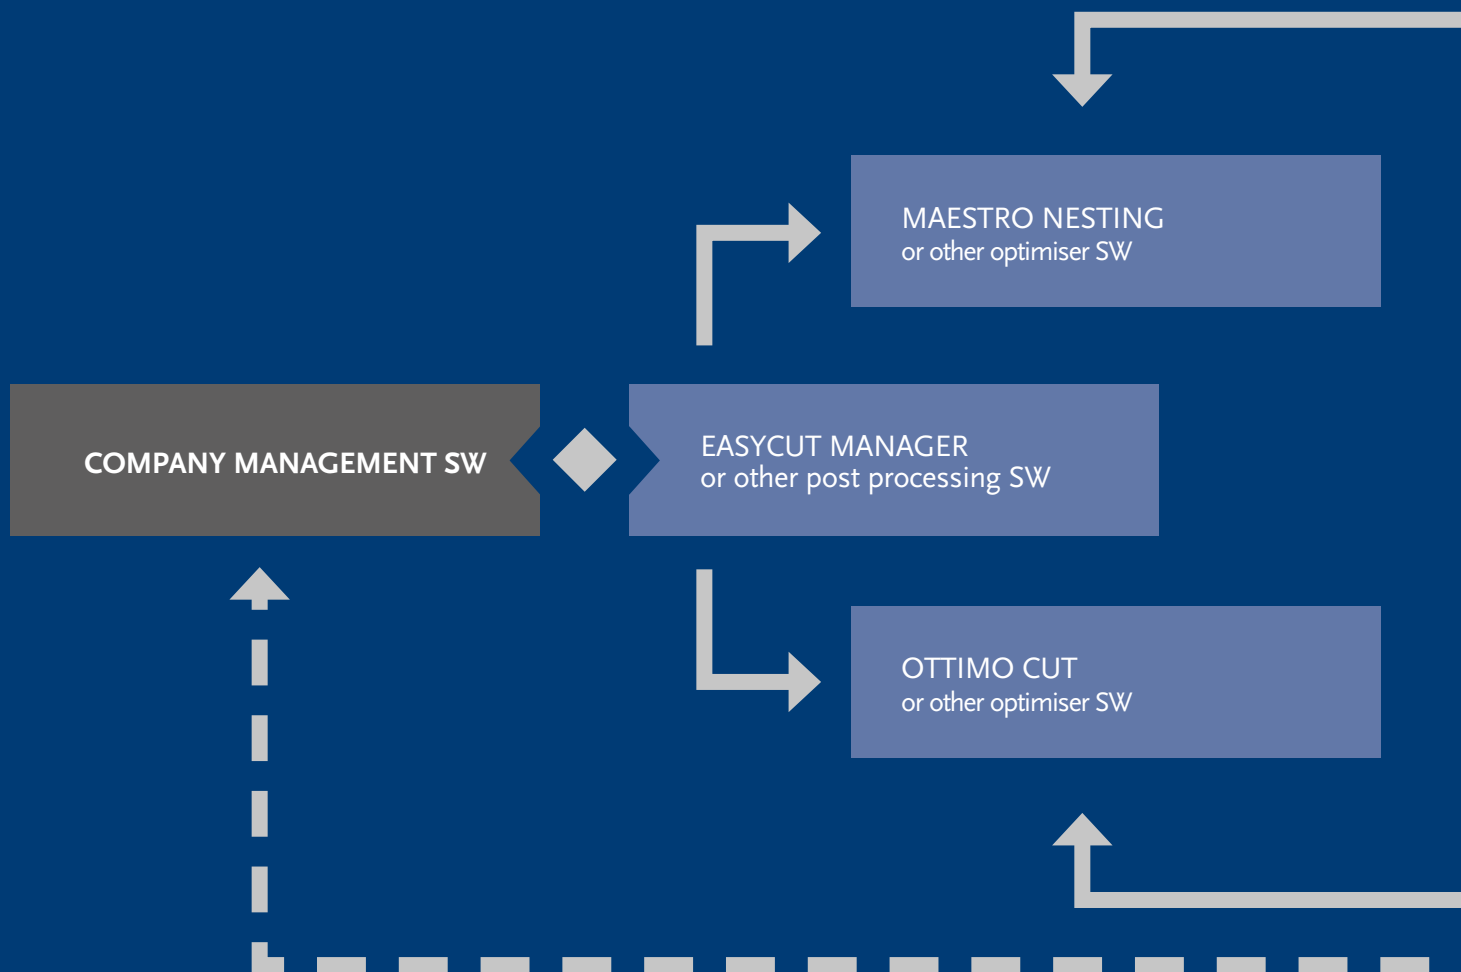 MAESTRO NESTING
or other optimiser SW
COMPANY MANAGEMENT SW
EASYCUT MANAGER
or other post processing SW
OTTIMO CUT
or other optimiser SW